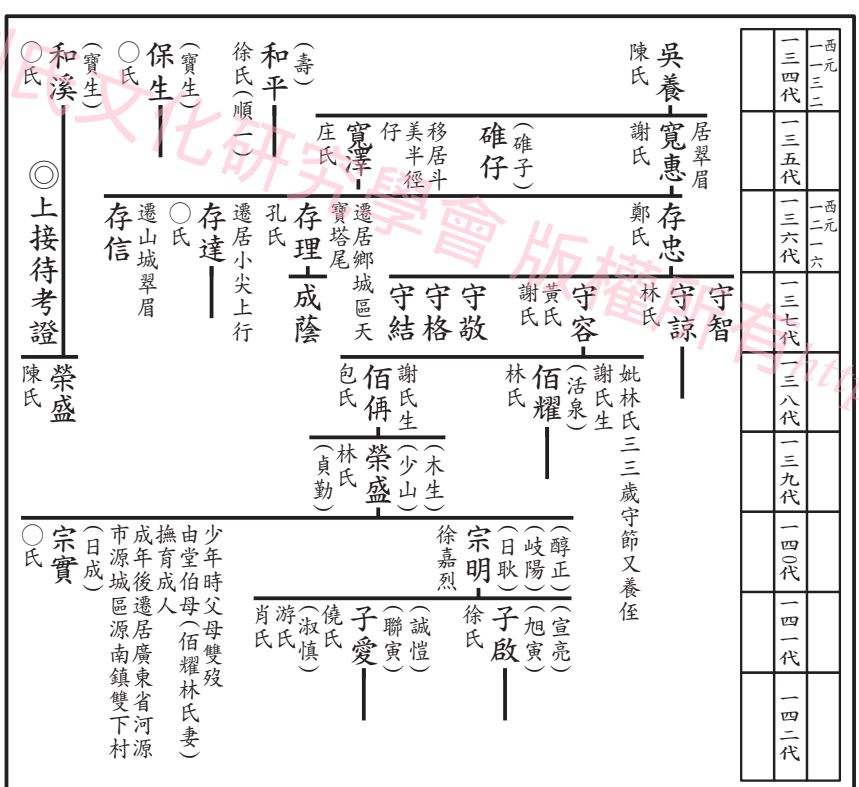 西元
一一三二
一三四代
一三五代
西元
一二一六
一三六代
一三七代
一三八代
一三九代
一四○代
一四一代
一四二代
吳養
陳氏
(壽)
和平
徐氏(順一)
(寶生)
保生
○氏
(寶生)
和溪
○氏
居翠眉
寬惠
謝氏
(碓子)
碓仔
移居斗
美半徑
仔
寬澤
庄氏
◎上接待考證
存忠
鄭氏
遷居鄉城區天
寶塔尾
存理
孔氏
遷居小尖上行
存達
○氏
遷山城翠眉
存信
守智
守諒
林氏
守容
黃氏
謝氏
守敬
守格
守結
成蔭
妣林氏三三歲守節又養侄
謝氏生
(活泉)
佰耀
林氏
謝氏生
佰侢
包氏
榮盛
陳氏
(木生)
(少山)
榮盛
林氏
(貞勤)
(醇正)
(岐陽)
(日耿)
宗明
徐嘉烈
少年時父母雙歿
由堂伯母(佰耀林氏妻)
撫育成人
成年後遷居廣東省河源
市源城區源南鎮雙下村
(日成)
宗實
○氏
(宣亮)
(旭寅)
子啟
徐氏
(誠愷)
(聯寅)
子愛
僥氏
(淑慎)
游氏
肖氏
氏文化研究學會 版權所有http